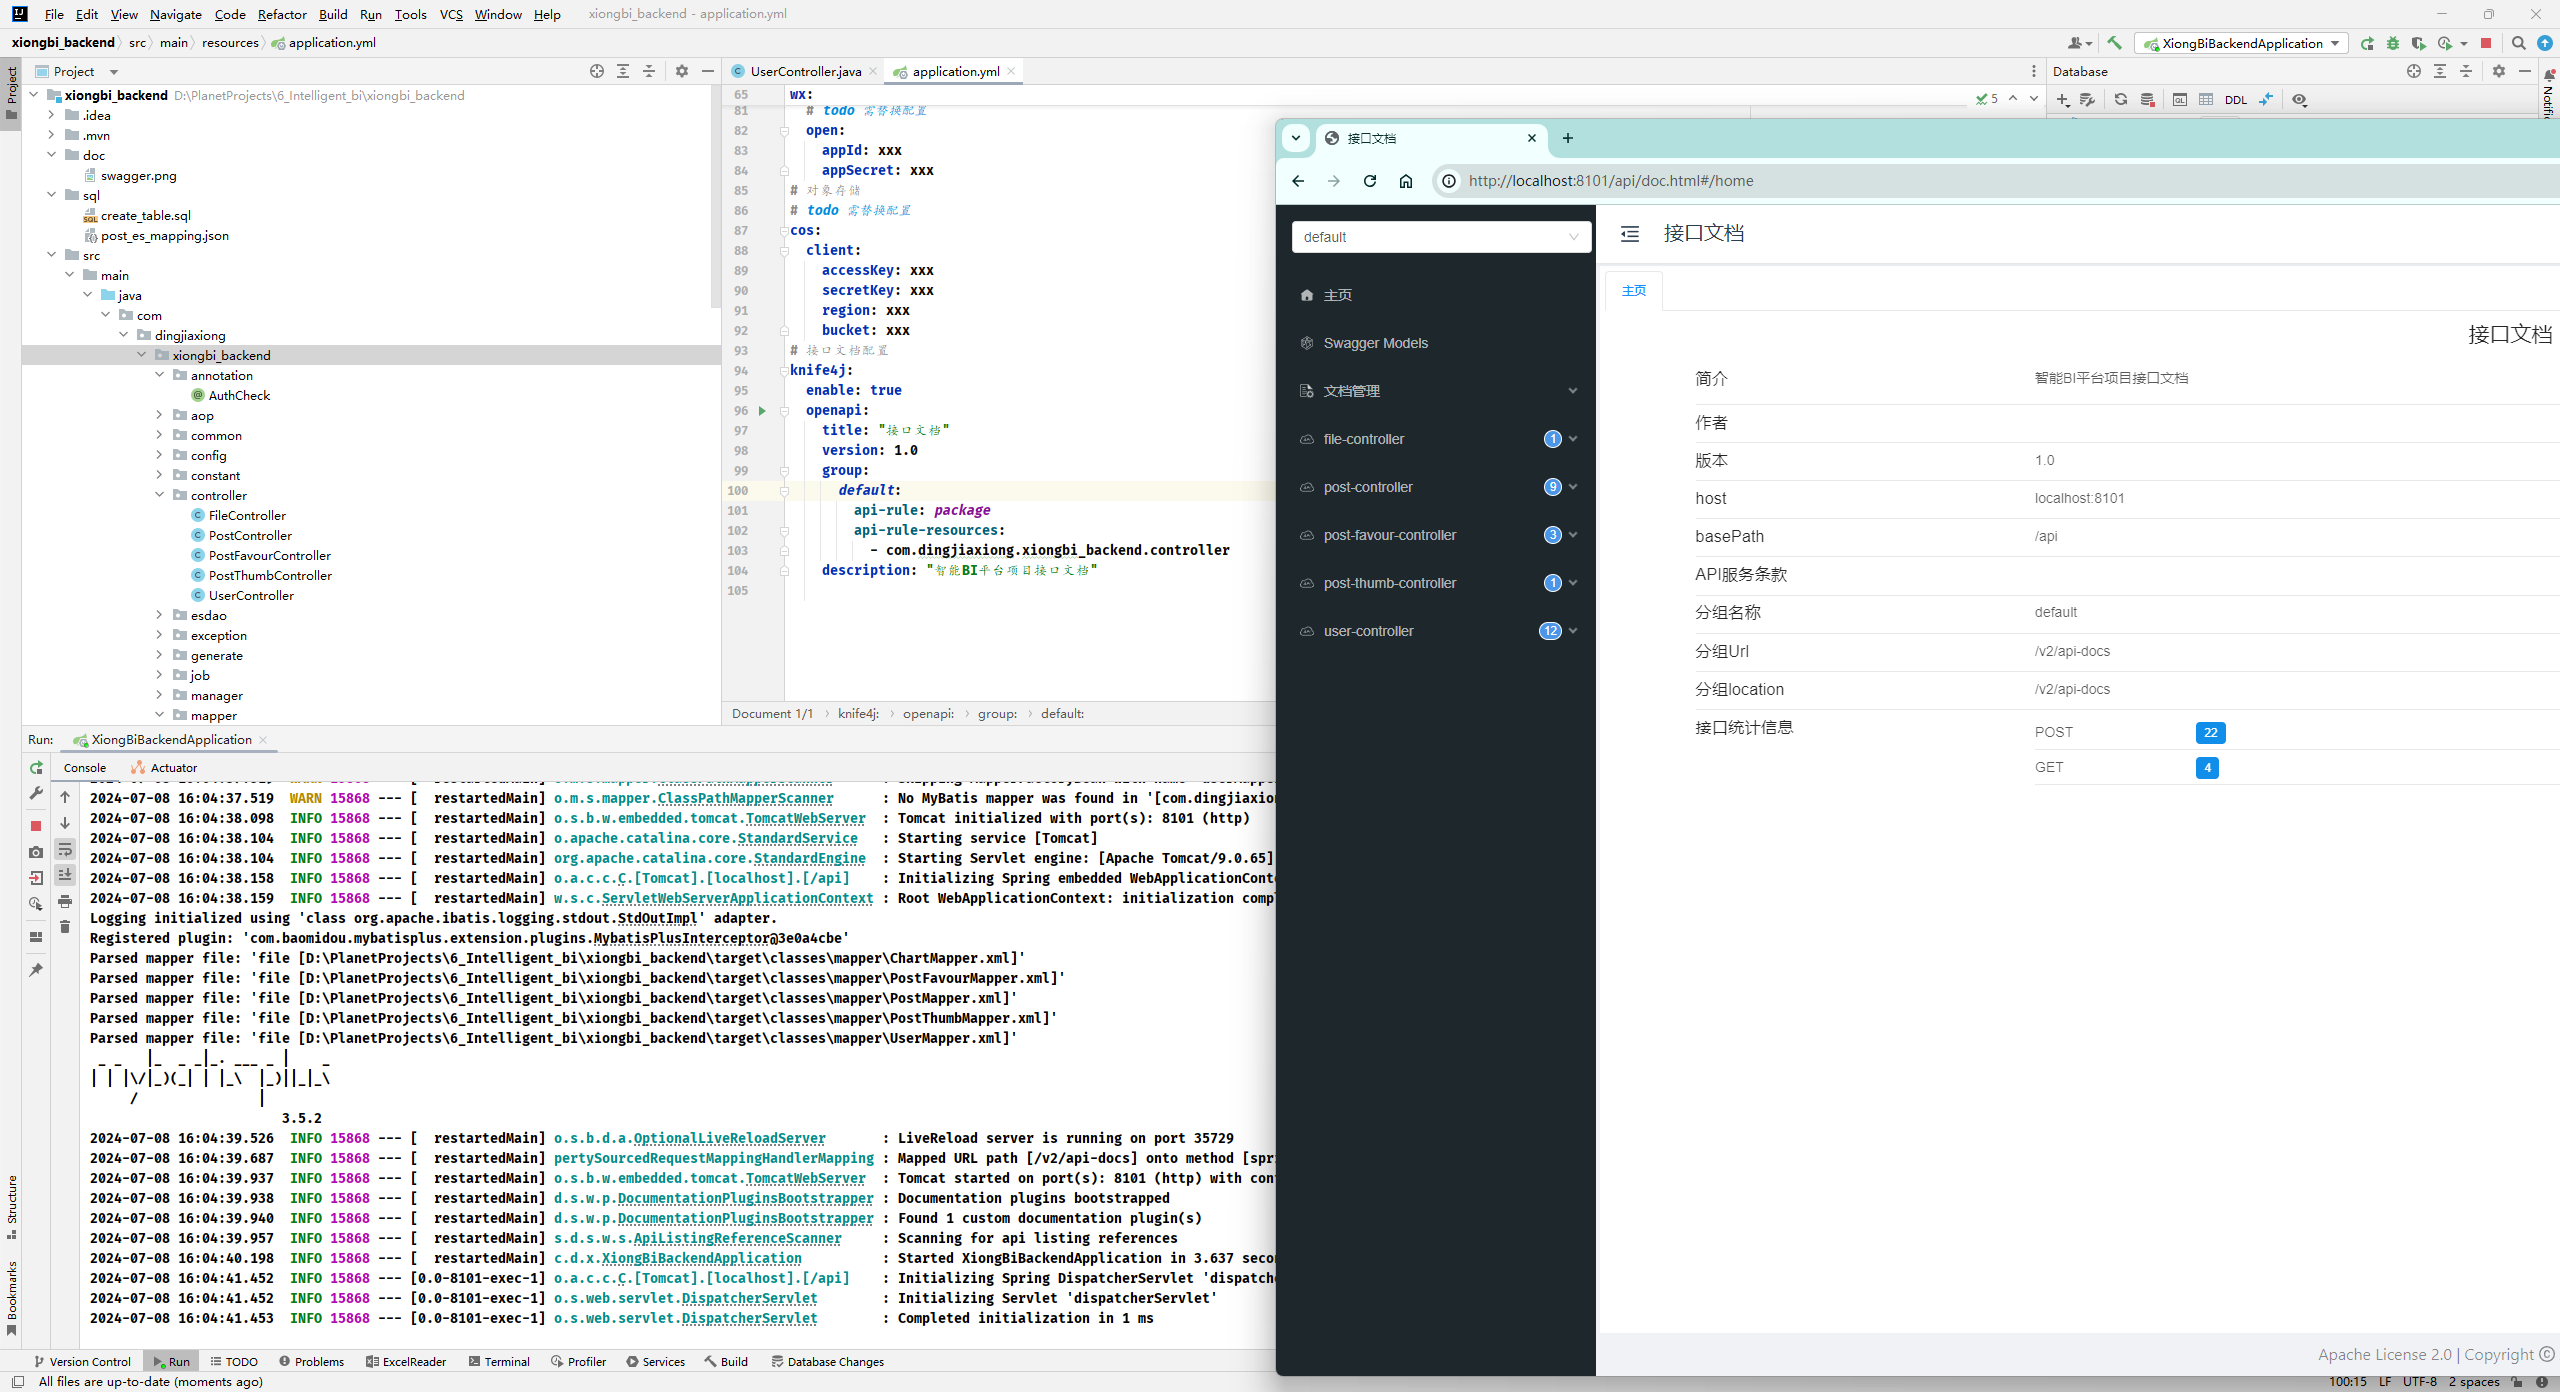 File Edit View Navigate Code Refactor Build Run Tools VCS Window Help xiongbi_backend - application.yml
xiongbi_backend src main resources application.yml
XiongBiBackendApplication
Project
Project
xiongbi_backend D:\PlanetProjects\6_Intelligent_bi\xiongbi_backend
.idea
.mvn
doc
swagger.png
sql
create_table.sql
post_es_mapping.json
src
main
java
com
dingjiaxiong
xiongbi_backend
annotation
AuthCheck
aop
common
config
constant
controller
FileController
PostController
PostFavourController
PostThumbController
UserController
esdao
exception
generate
job
manager
mapper
UserController.java application.yml
65 wx:
5
81 # todo 需替换配置
82 open:
83 appId: xxx
84 appSecret: xxx
85 # 对象存储
86 # todo 需替换配置
87 cos:
88 client:
89 accessKey: xxx
90 secretKey: xxx
91 region: xxx
92 bucket: xxx
93 # 接口文档配置
94 knife4j:
95 enable: true
96 openapi:
97 title: "接口文档"
98 version: 1.0
99 group:
100 default:
101 api-rule: package
102 api-rule-resources:
103 - com.dingjiaxiong.xiongbi_backend.controller
104 description: "智能BI平台项目接口文档"
105
Document 1/1 knife4j: openapi: group: default:
Database
DDL
接口文档
http://localhost:8101/api/doc.html#/home
default
主页
Swagger Models
文档管理
file-controller 1
post-controller 9
post-favour-controller 3
post-thumb-controller 1
user-controller 12
接口文档
主页
接口文档
简介 智能BI平台项目接口文档
作者
版本 1.0
host localhost:8101
basePath /api
API服务条款
分组名称 default
分组Url /v2/api-docs
分组location /v2/api-docs
接口统计信息 POST 22
GET 4
Apache License 2.0 | Copyright ©
Run: XiongBiBackendApplication
Console Actuator
2024-07-08 16:04:37.519 WARN 15868 --- [ restartedMain] o.m.s.mapper.ClassPathMapperScanner : No MyBatis mapper was found in '[com.dingjiaxion
2024-07-08 16:04:38.098 INFO 15868 --- [ restartedMain] o.s.b.w.embedded.tomcat.TomcatWebServer : Tomcat initialized with port(s): 8101 (http)
2024-07-08 16:04:38.104 INFO 15868 --- [ restartedMain] o.apache.catalina.core.StandardService : Starting service [Tomcat]
2024-07-08 16:04:38.104 INFO 15868 --- [ restartedMain] org.apache.catalina.core.StandardEngine : Starting Servlet engine: [Apache Tomcat/9.0.65]
2024-07-08 16:04:38.158 INFO 15868 --- [ restartedMain] o.a.c.c.C.[Tomcat].[localhost].[/api] : Initializing Spring embedded WebApplicationConte
2024-07-08 16:04:38.159 INFO 15868 --- [ restartedMain] w.s.c.ServletWebServerApplicationContext : Root WebApplicationContext: initialization compl
Logging initialized using 'class org.apache.ibatis.logging.stdout.StdOutImpl' adapter.
Registered plugin: 'com.baomidou.mybatisplus.extension.plugins.MybatisPlusInterceptor@3e0a4cbe'
Parsed mapper file: 'file [D:\PlanetProjects\6_Intelligent_bi\xiongbi_backend\target\classes\mapper\ChartMapper.xml]'
Parsed mapper file: 'file [D:\PlanetProjects\6_Intelligent_bi\xiongbi_backend\target\classes\mapper\PostFavourMapper.xml]'
Parsed mapper file: 'file [D:\PlanetProjects\6_Intelligent_bi\xiongbi_backend\target\classes\mapper\PostMapper.xml]'
Parsed mapper file: 'file [D:\PlanetProjects\6_Intelligent_bi\xiongbi_backend\target\classes\mapper\PostThumbMapper.xml]'
Parsed mapper file: 'file [D:\PlanetProjects\6_Intelligent_bi\xiongbi_backend\target\classes\mapper\UserMapper.xml]'
3.5.2
2024-07-08 16:04:39.526 INFO 15868 --- [ restartedMain] o.s.b.d.a.OptionalLiveReloadServer : LiveReload server is running on port 35729
2024-07-08 16:04:39.687 INFO 15868 --- [ restartedMain] pertySourcedRequestMappingHandlerMapping : Mapped URL path [/v2/api-docs] onto method [spr
2024-07-08 16:04:39.937 INFO 15868 --- [ restartedMain] o.s.b.w.embedded.tomcat.TomcatWebServer : Tomcat started on port(s): 8101 (http) with cont
2024-07-08 16:04:39.938 INFO 15868 --- [ restartedMain] d.s.w.p.DocumentationPluginsBootstrapper : Documentation plugins bootstrapped
2024-07-08 16:04:39.940 INFO 15868 --- [ restartedMain] d.s.w.p.DocumentationPluginsBootstrapper : Found 1 custom documentation plugin(s)
2024-07-08 16:04:39.957 INFO 15868 --- [ restartedMain] s.d.s.w.s.ApiListingReferenceScanner : Scanning for api listing references
2024-07-08 16:04:40.198 INFO 15868 --- [ restartedMain] c.d.x.XiongBiBackendApplication : Started XiongBiBackendApplication in 3.637 secon
2024-07-08 16:04:41.452 INFO 15868 --- [0.0-8101-exec-1] o.a.c.c.C.[Tomcat].[localhost].[/api] : Initializing Spring DispatcherServlet 'dispatche
2024-07-08 16:04:41.452 INFO 15868 --- [0.0-8101-exec-1] o.s.web.servlet.DispatcherServlet : Initializing Servlet 'dispatcherServlet'
2024-07-08 16:04:41.453 INFO 15868 --- [0.0-8101-exec-1] o.s.web.servlet.DispatcherServlet : Completed initialization in 1 ms
Structure
Bookmarks
Version Control Run TODO Problems ExcelReader Terminal Profiler Services Build Database Changes
All files are up-to-date (moments ago)
100:15 LF UTF-8 2 spaces